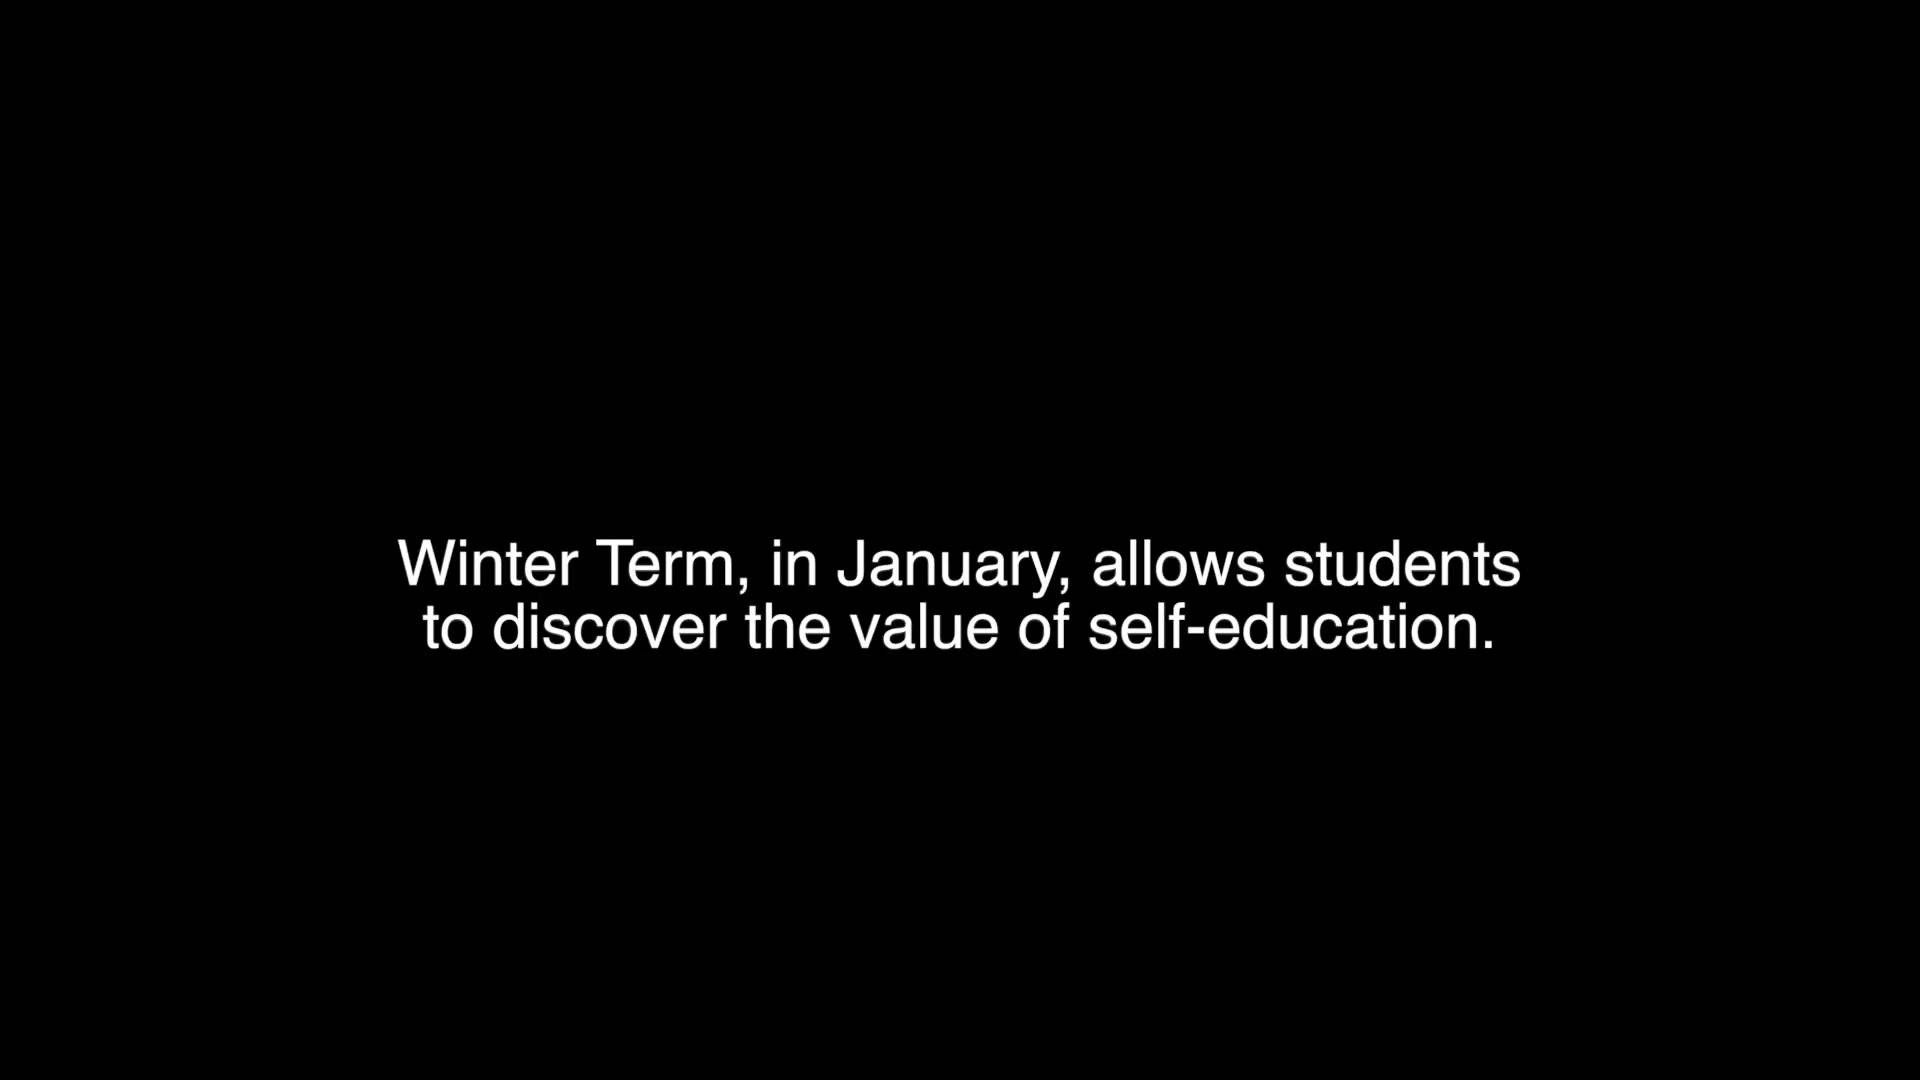 Winter Term, in January, allows students
to discover the value of self-education.